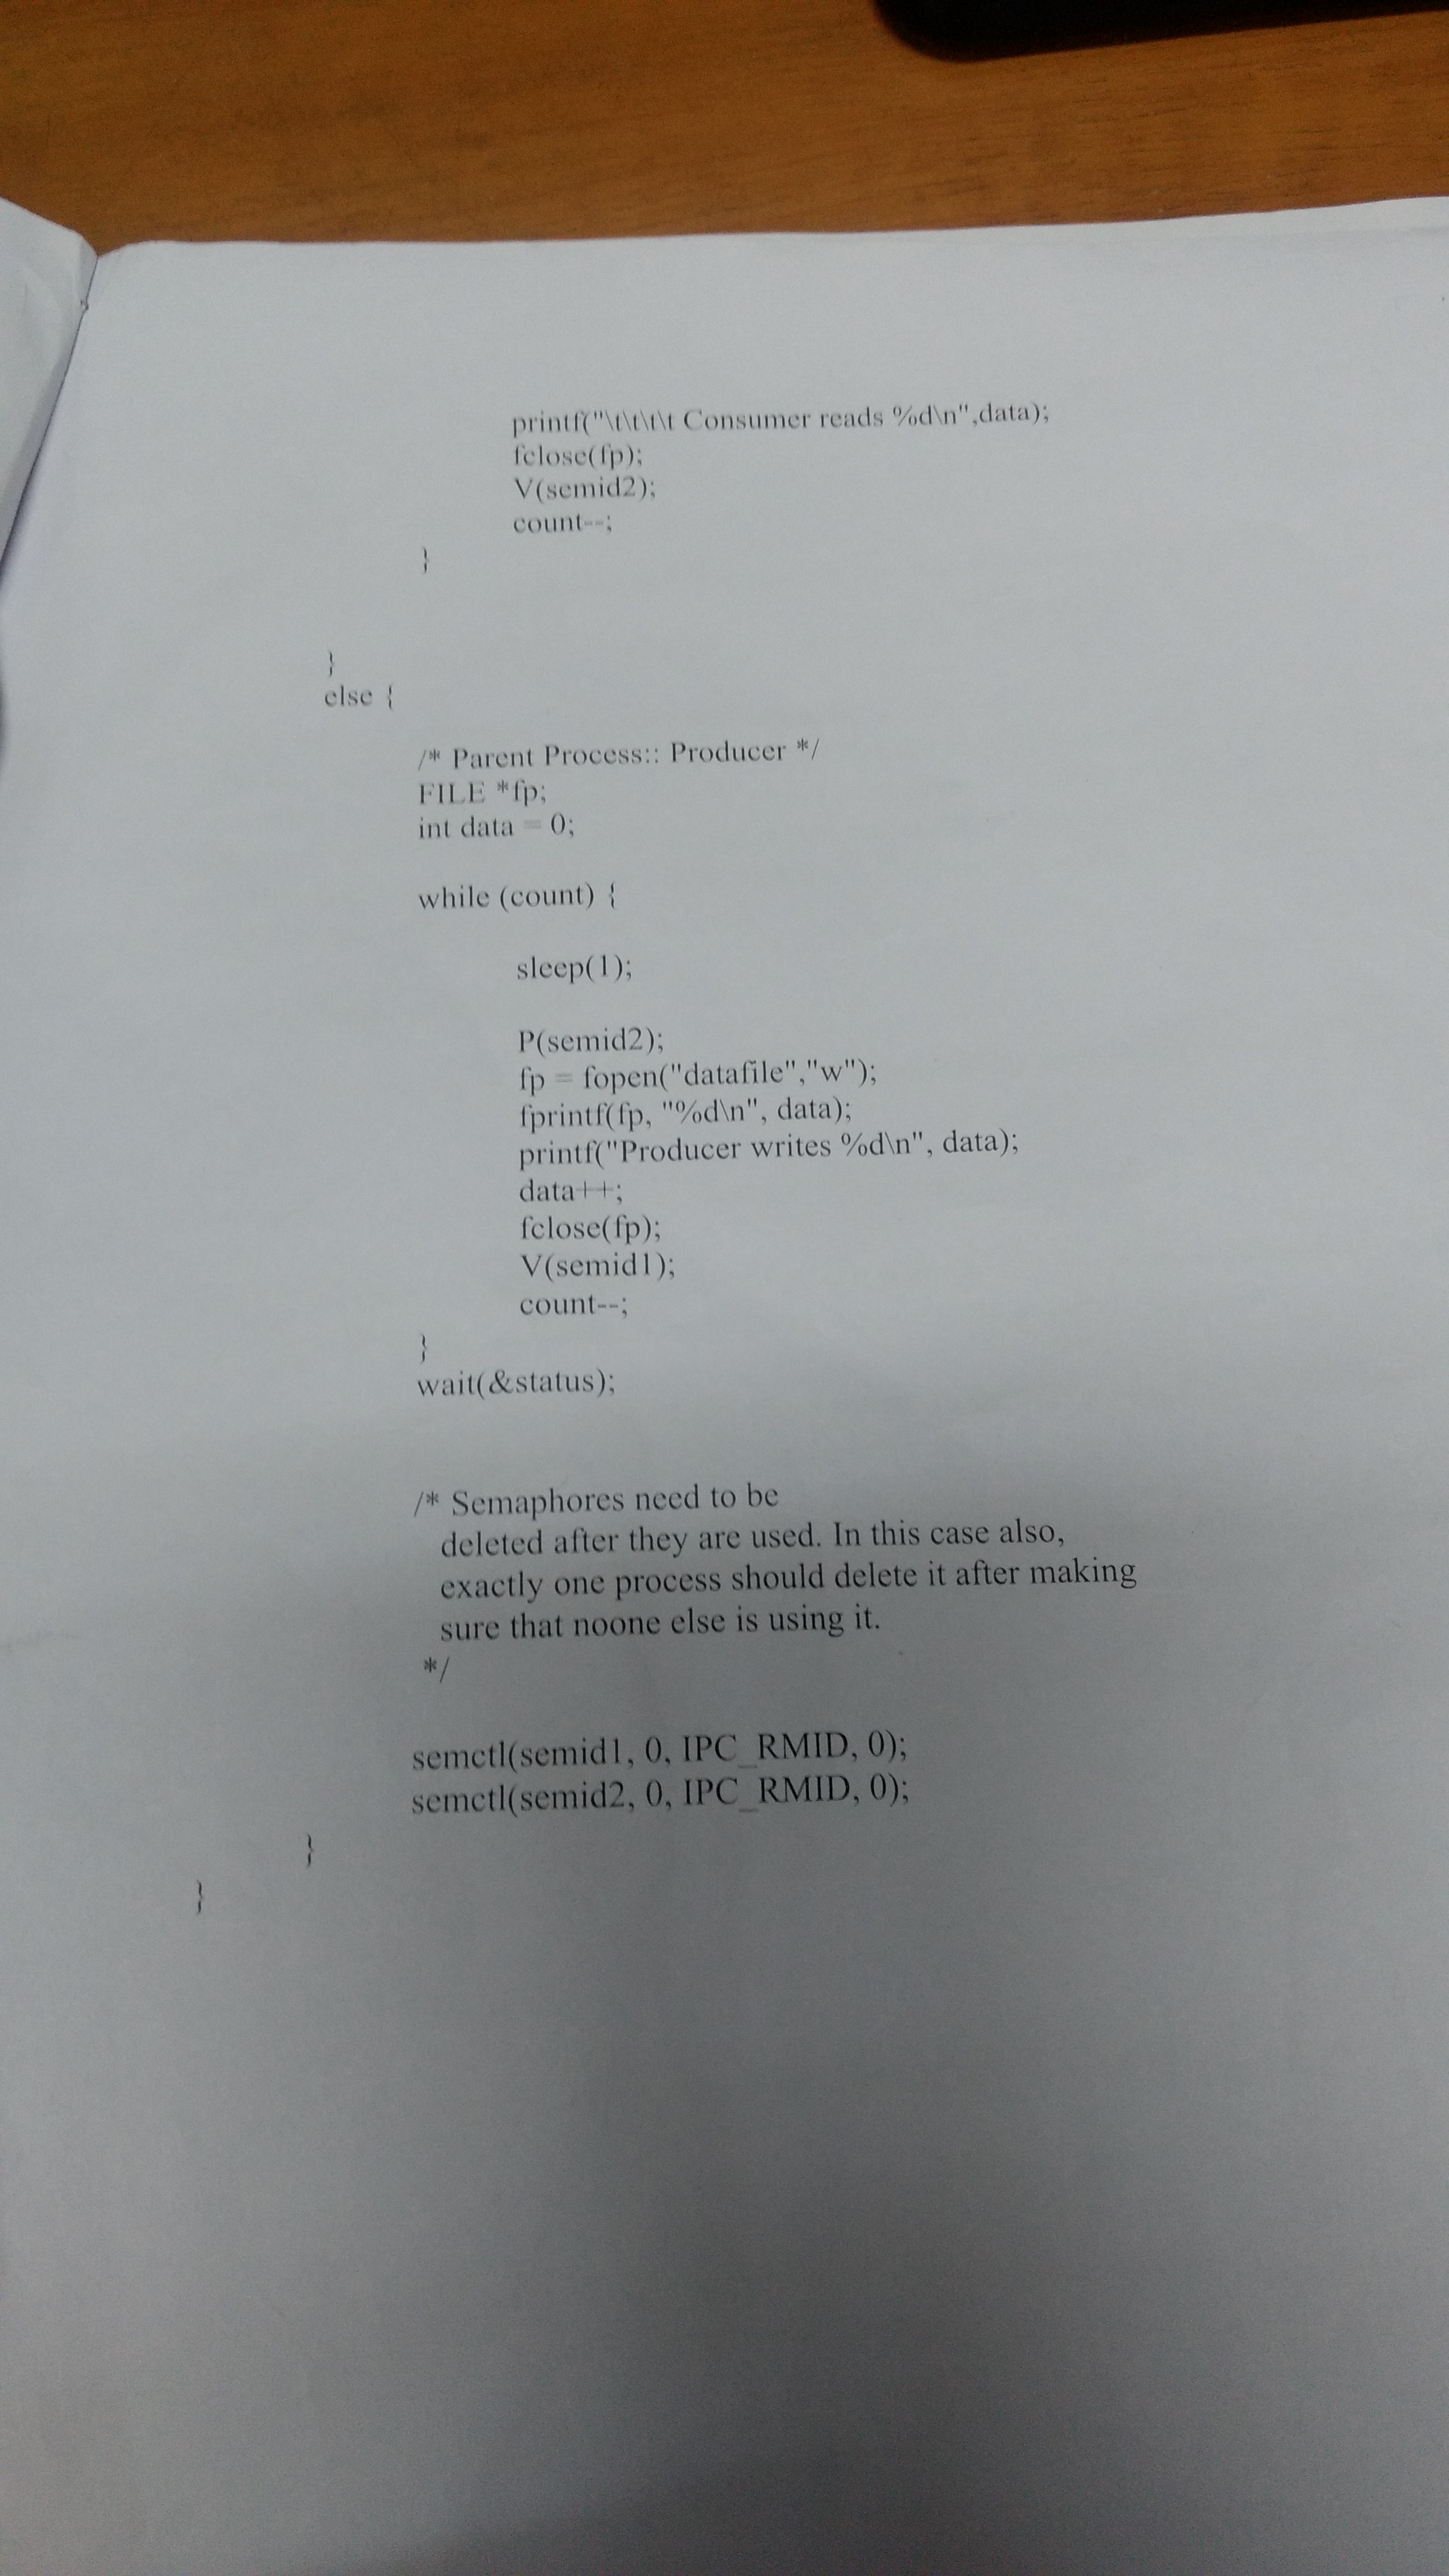 printf("\t\t\t\t Consumer reads %d\n",data);
fclose(fp);
V(semid2);
count--;
}
}
else {
/* Parent Process:: Producer */
FILE *fp;
int data = 0;
while (count) {
sleep(1);
P(semid2);
fp = fopen("datafile","w");
fprintf(fp, "%d\n", data);
printf("Producer writes %d\n", data);
data++;
fclose(fp);
V(semid1);
count--;
}
wait(&status);
/* Semaphores need to be
deleted after they are used. In this case also,
exactly one process should delete it after making
sure that noone else is using it.
*/
semctl(semid1, 0, IPC_RMID, 0);
semctl(semid2, 0, IPC_RMID, 0);
}
}